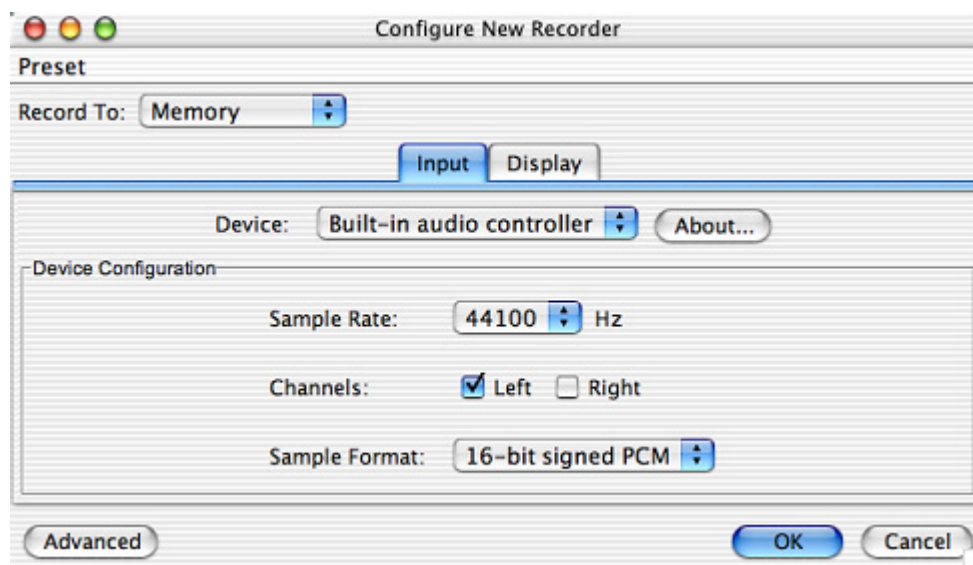 Configure New Recorder
Preset
Record To: Memory
Input Display
Device: Built-in audio controller About...
Device Configuration
Sample Rate: 44100 Hz
Channels: Left Right
Sample Format: 16-bit signed PCM
Advanced OK Cancel